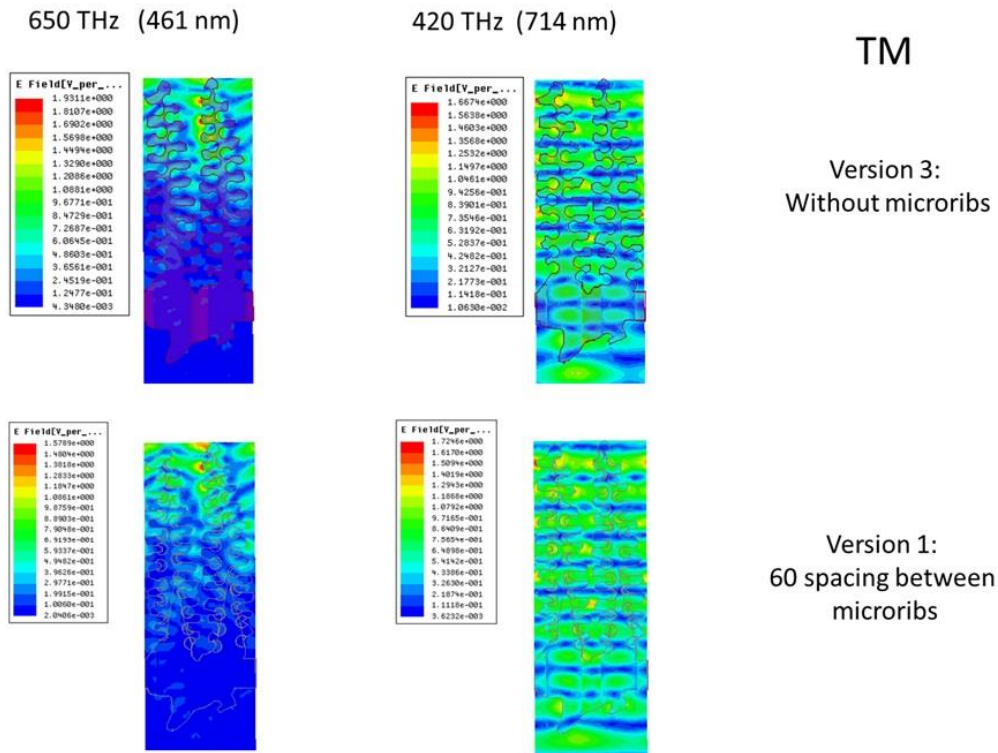 650 THz (461 nm)
420 THz (714 nm)
TM
E Field[V_per_...
1.9311e+000
1.8107e+000
1.6902e+000
1.5698e+000
1.4494e+000
1.3290e+000
1.2086e+000
1.0881e+000
9.6771e-001
8.4729e-001
7.2687e-001
6.0645e-001
4.8603e-001
3.6561e-001
2.4519e-001
1.2477e-001
4.3480e-003
E Field[V_per_...
1.6674e+000
1.5638e+000
1.4603e+000
1.3568e+000
1.2532e+000
1.1497e+000
1.0461e+000
9.4256e-001
8.3901e-001
7.3546e-001
6.3192e-001
5.2837e-001
4.2482e-001
3.2127e-001
2.1773e-001
1.1418e-001
1.0630e-002
Version 3:
Without microribs
E Field[V_per_...
1.5789e+000
1.4804e+000
1.3818e+000
1.2833e+000
1.1847e+000
1.0861e+000
9.8759e-001
8.8903e-001
7.9048e-001
6.9193e-001
5.9337e-001
4.9482e-001
3.9626e-001
2.9771e-001
1.9915e-001
1.0060e-001
2.0406e-003
E Field[V_per_...
1.7246e+000
1.6170e+000
1.5094e+000
1.4019e+000
1.2943e+000
1.1868e+000
1.0792e+000
9.7165e-001
8.6409e-001
7.5654e-001
6.4898e-001
5.4142e-001
4.3386e-001
3.2630e-001
2.1874e-001
1.1118e-001
3.6232e-003
Version 1:
60 spacing between
microribs